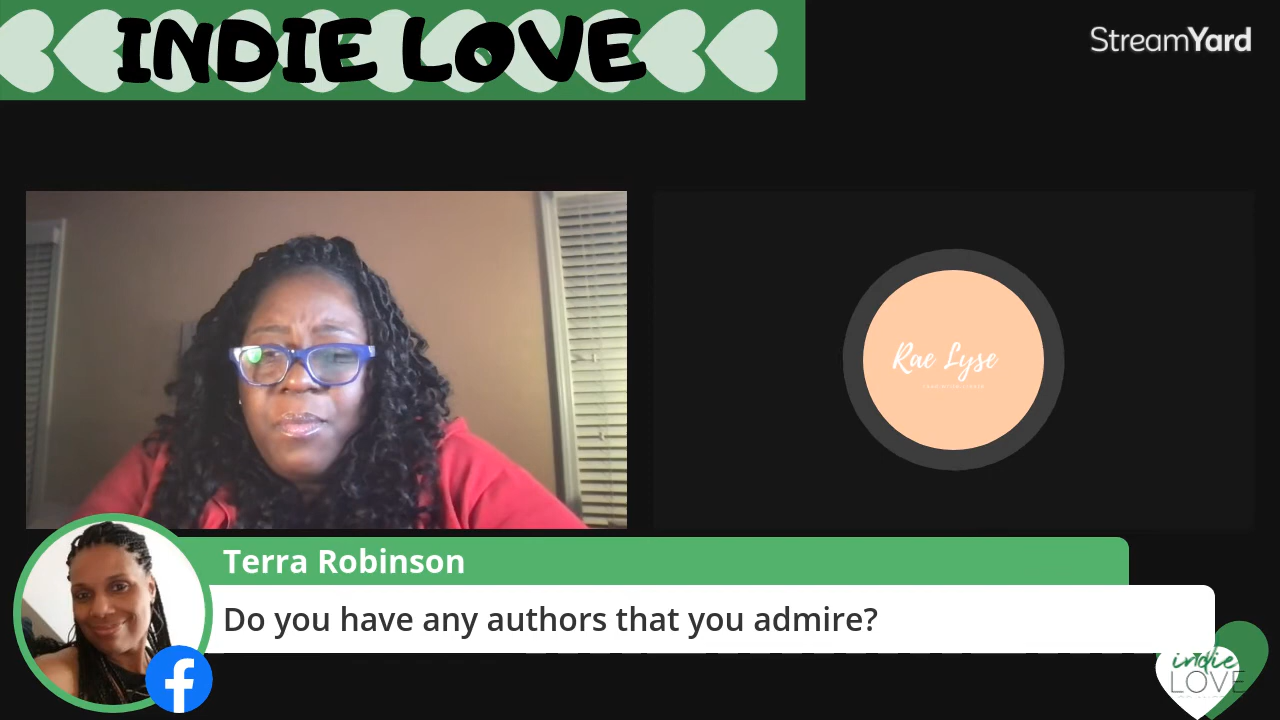 INDIE LOVE
StreamYard
Rae Lyse
Terra Robinson
Do you have any authors that you admire?
indie
LOVE